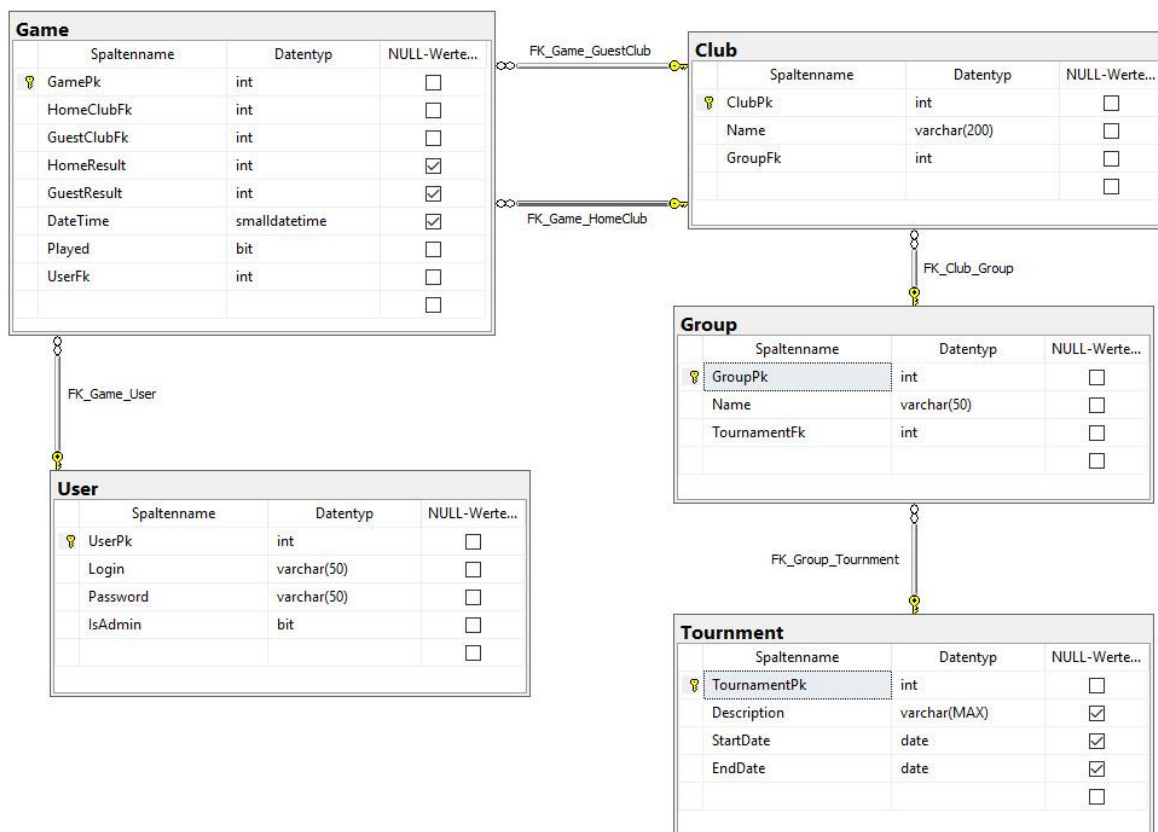 Game
Spaltenname Datentyp NULL-Werte...
GamePk int
HomeClubFk int
GuestClubFk int
HomeResult int
GuestResult int
DateTime smalldatetime
Played bit
UserFk int
FK_Game_GuestClub
FK_Game_HomeClub
Club
Spaltenname Datentyp NULL-Werte...
ClubPk int
Name varchar(200)
GroupFk int
FK_Club_Group
Group
Spaltenname Datentyp NULL-Werte...
GroupPk int
Name varchar(50)
TournamentFk int
FK_Game_User
User
Spaltenname Datentyp NULL-Werte...
UserPk int
Login varchar(50)
Password varchar(50)
IsAdmin bit
FK_Group_Tournment
Tournment
Spaltenname Datentyp NULL-Werte...
TournamentPk int
Description varchar(MAX)
StartDate date
EndDate date